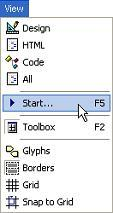 View
Design
HTML
Code
All
Start... F5
Toolbox F2
Glyphs
Borders
Grid
Snap to Grid